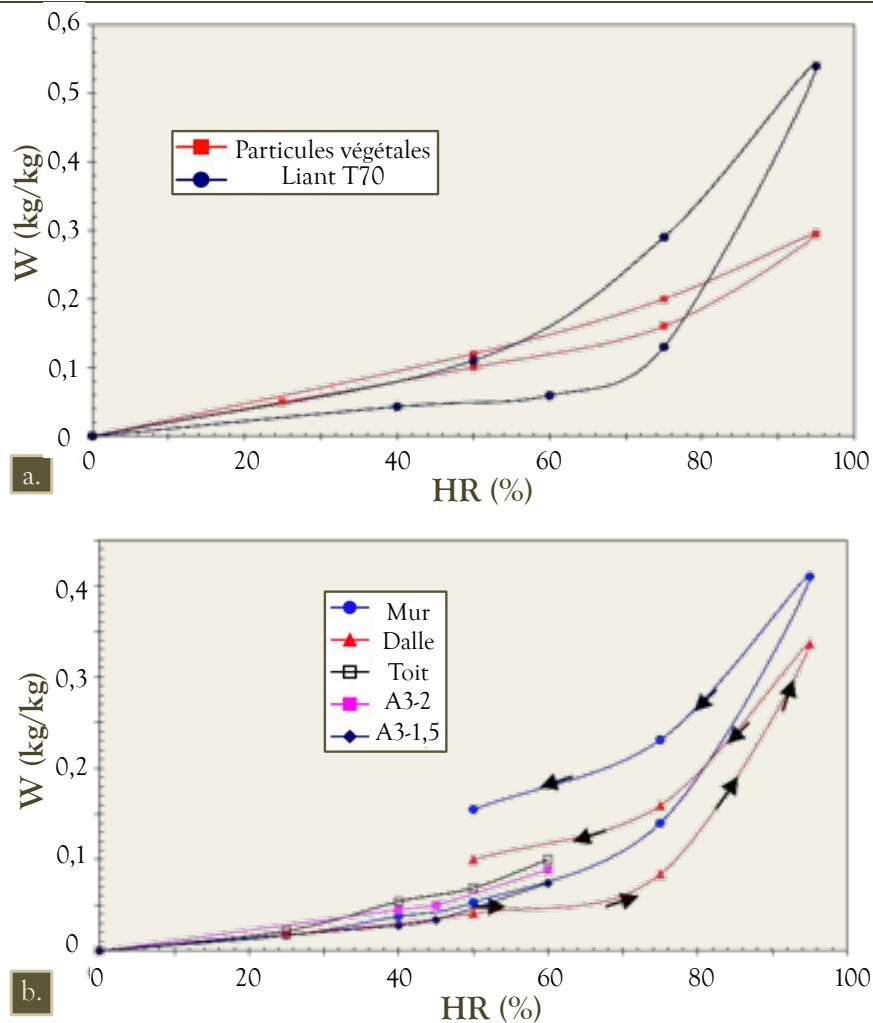 0,6
0,5
0,4
0,3
0,2
0,1
0
W (kg/kg)
Particules végétales
Liant T70
0 20 40 60 80 100
HR (%)
a.
0,4
0,3
0,2
0,1
0
W (kg/kg)
Mur
Dalle
Toit
A3-2
A3-1,5
0 20 40 60 80 100
HR (%)
b.